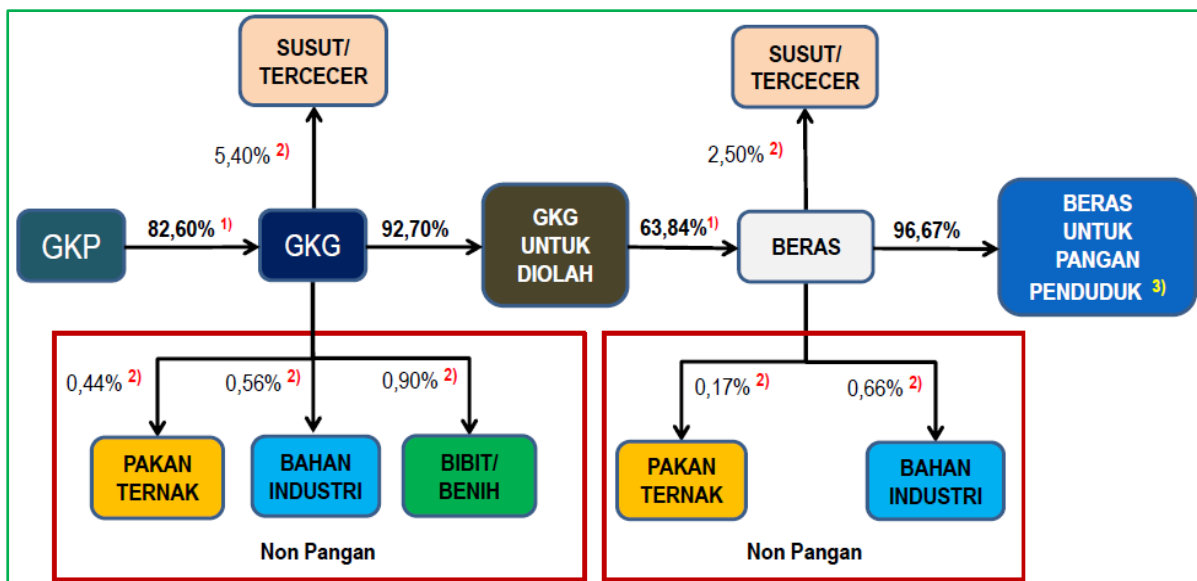 SUSUT/
TERCECER
SUSUT/
TERCECER
5,40% 2)
2,50% 2)
GKP
82,60% 1)
GKG
92,70%
GKG
UNTUK
DIOLAH
63,84%1)
BERAS
96,67%
BERAS
UNTUK
PANGAN
PENDUDUK 3)
0,44% 2)
0,56% 2)
0,90% 2)
0,17% 2)
0,66% 2)
PAKAN
TERNAK
BAHAN
INDUSTRI
BIBIT/
BENIH
PAKAN
TERNAK
BAHAN
INDUSTRI
Non Pangan
Non Pangan